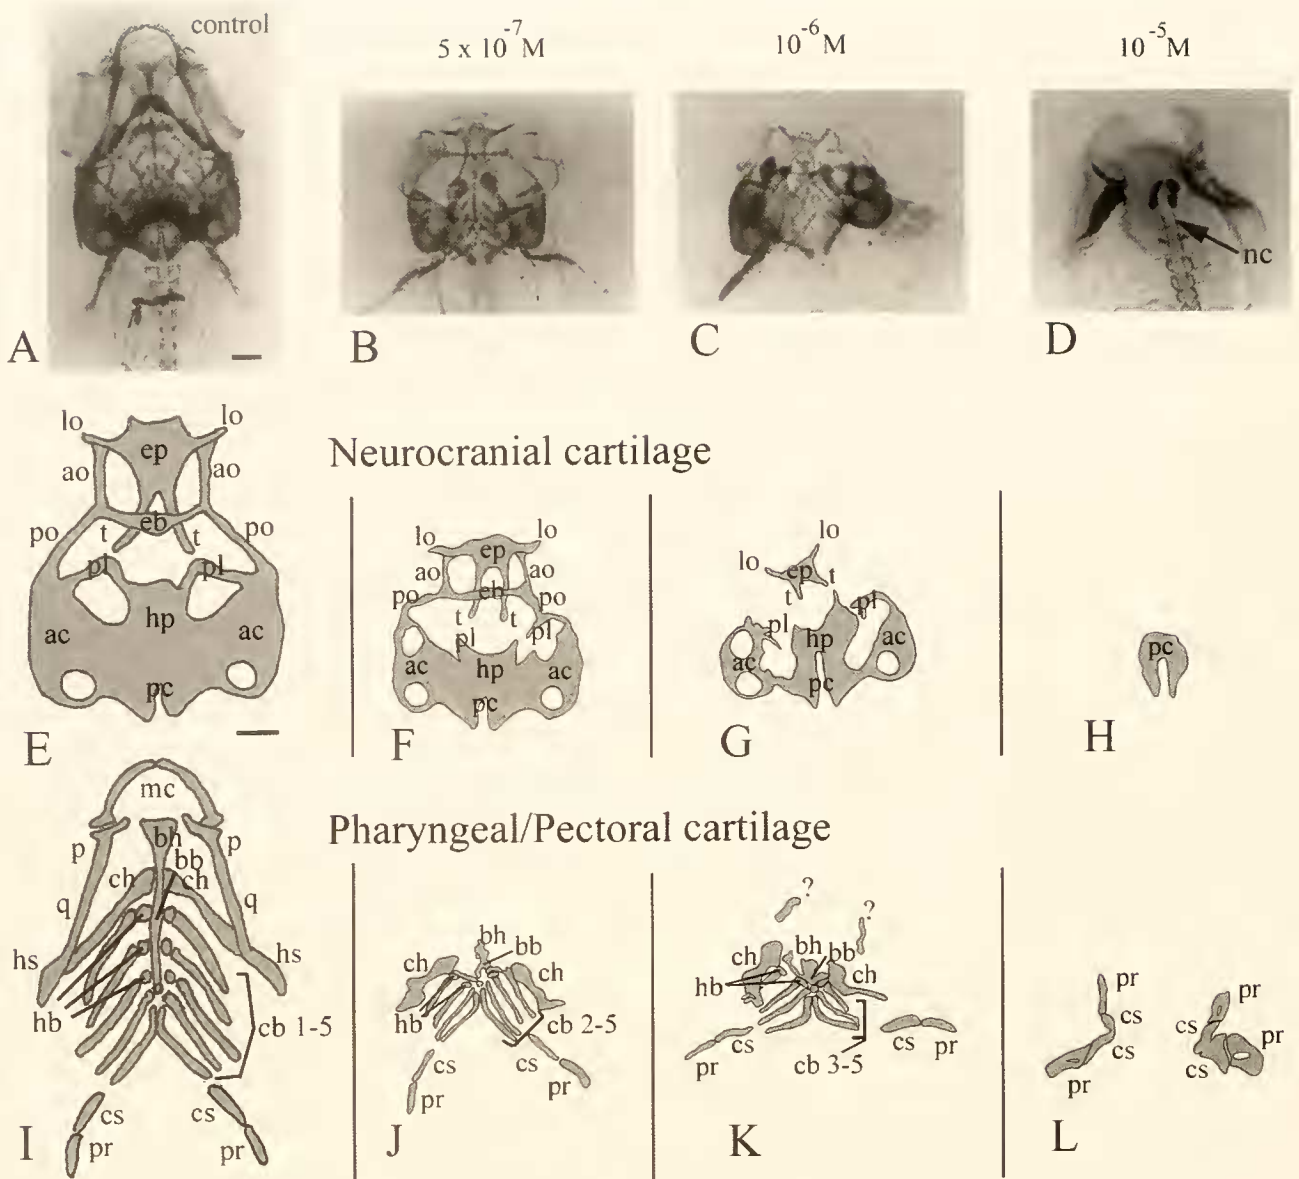 control
5 x 10⁻⁷M
10⁻⁶M
10⁻⁵M
nc
A
B
C
D
lo
lo
ep
ao
ao
po
t
eb
t
po
pl
pl
hp
ac
ac
pc
E
Neurocranial cartilage
lo
lo
ep
ao
ao
eb
po
po
t
t
pl
pl
ac
hp
ac
pc
F
lo
lo
ep
t
t
pl
pl
hp
ac
ac
pc
G
pc
H
mc
Pharyngeal/Pectoral cartilage
p
bh
p
bb
ch
ch
q
q
hs
hs
hb
cb 1-5
cs
cs
pr
pr
I
bh
bb
ch
ch
hb
cb 2-5
cs
cs
pr
pr
J
?
?
ch
bh
bb
ch
hb
cs
cs
pr
pr
cb 3-5
K
pr
pr
cs
cs
cs
cs
pr
pr
L